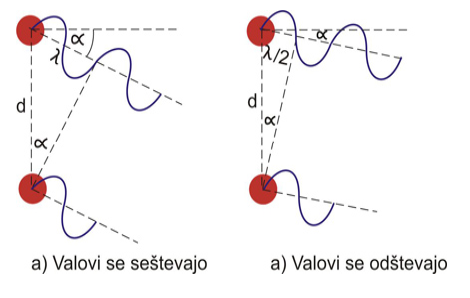 α
λ
d
α
a) Valovi se seštevajo
α
λ/2
d
α
a) Valovi se odštevajo